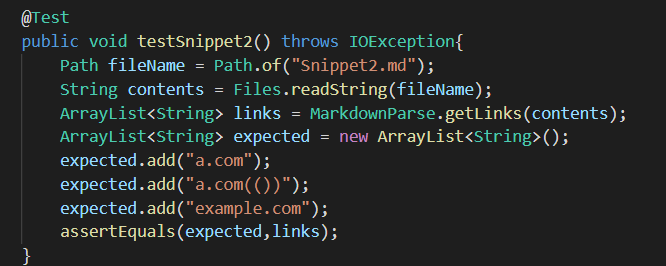 @Test
public void testSnippet2() throws IOException{
Path fileName = Path.of("Snippet2.md");
String contents = Files.readString(fileName);
ArrayList<String> links = MarkdownParse.getLinks(contents);
ArrayList<String> expected = new ArrayList<String>();
expected.add("a.com");
expected.add("a.com(())");
expected.add("example.com");
assertEquals(expected,links);
}